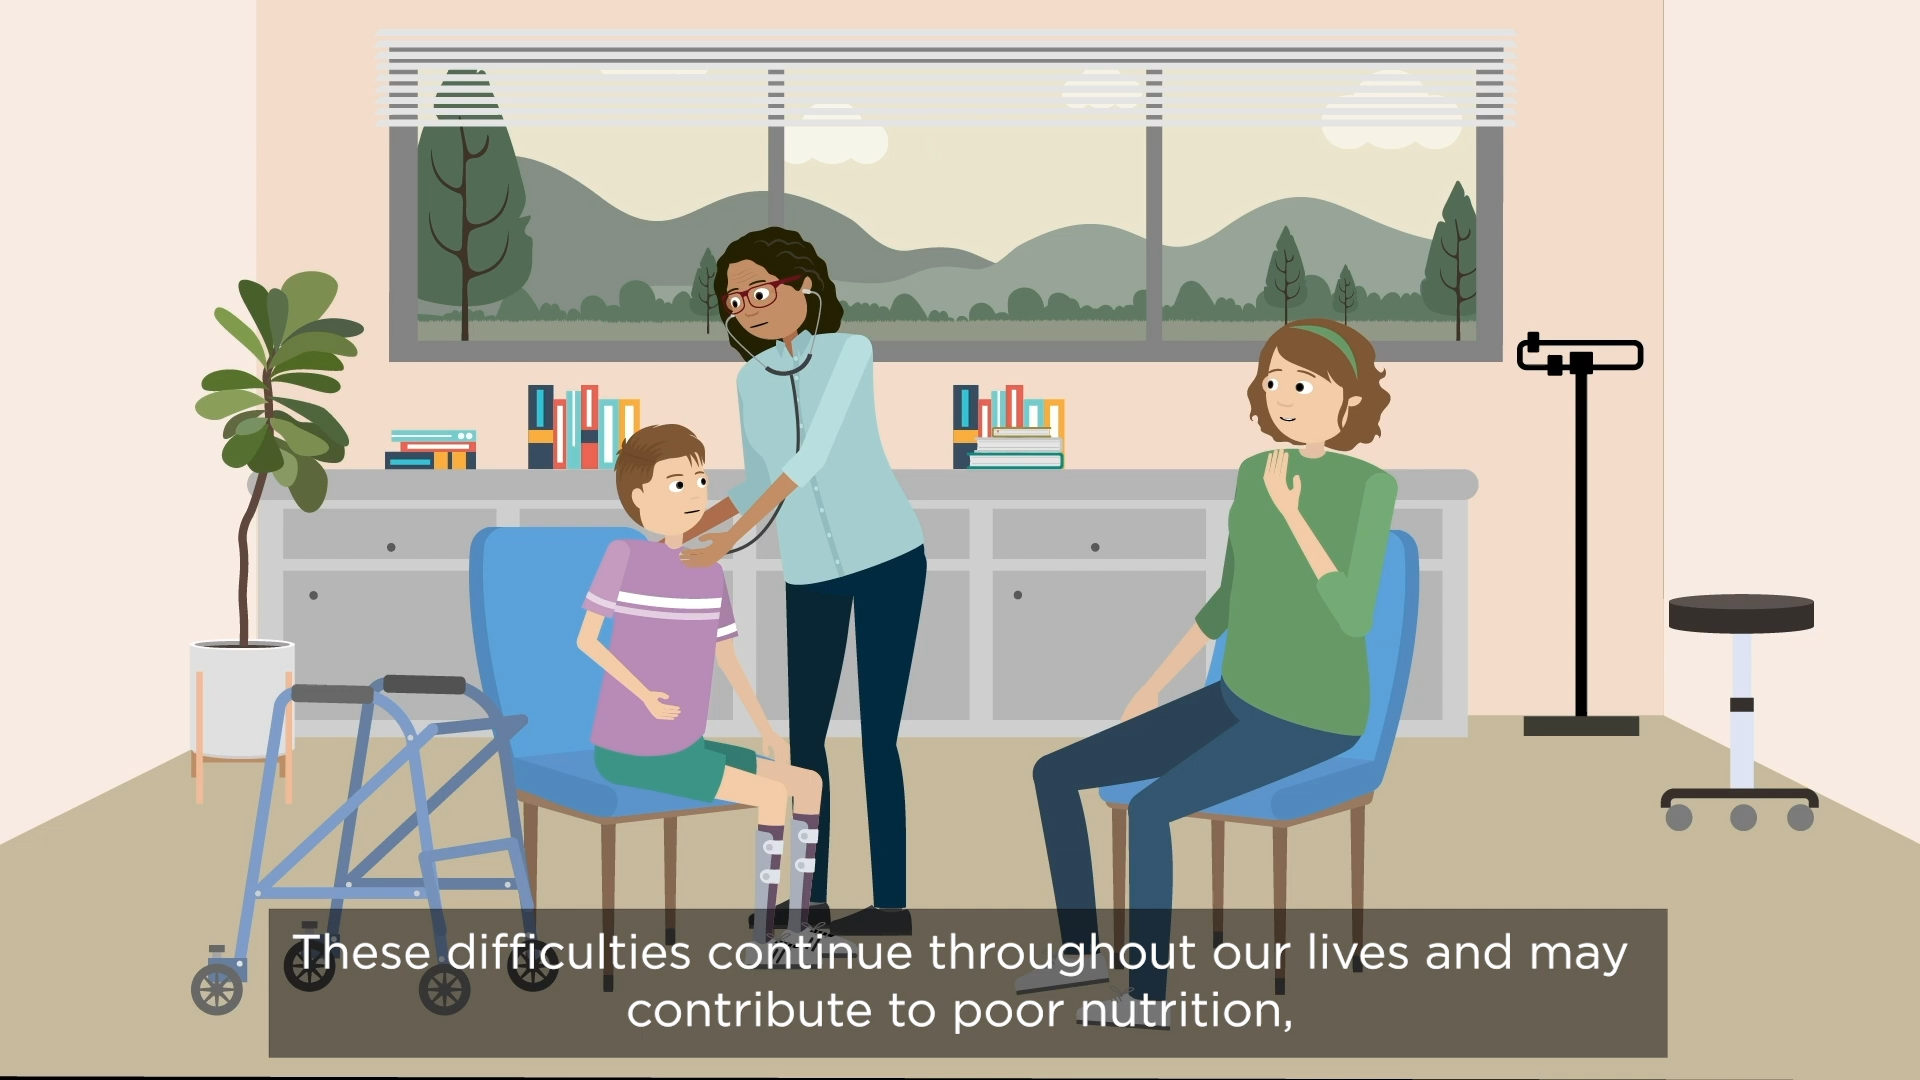 These difficulties continue throughout our lives and may
contribute to poor nutrition,